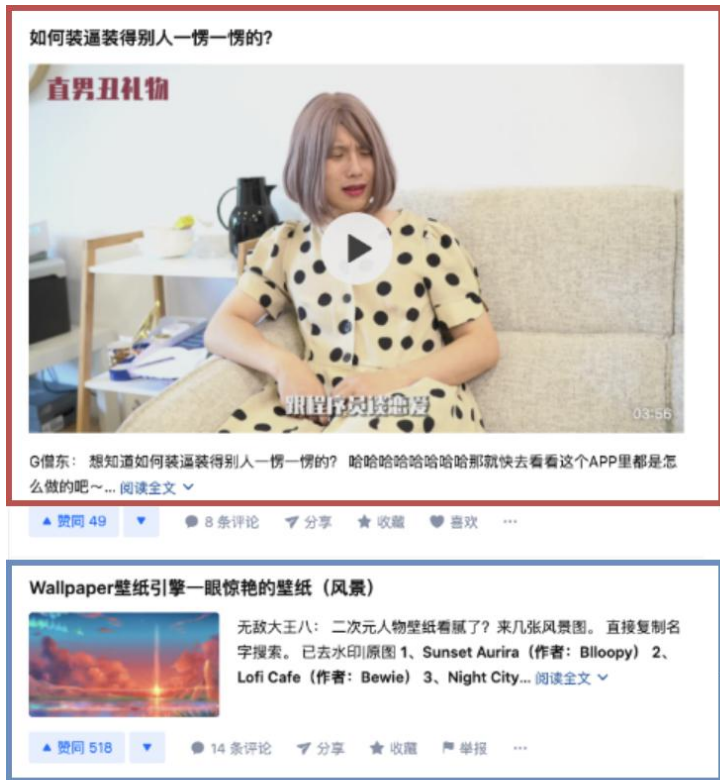 如何装逼装得别人一愣一愣的?
直男丑礼物
跟程序员谈恋爱
03:56
G僧东： 想知道如何装逼装得别人一愣一愣的？ 哈哈哈哈哈哈哈哈那就快去看看这个APP里都是怎
么做的吧～... 阅读全文
赞同 49 8 条评论 分享 收藏 喜欢 ···
Wallpaper壁纸引擎一眼惊艳的壁纸（风景）
无敌大王八： 二次元人物壁纸看腻了？来几张风景图。 直接复制名
字搜索。 已去水印|原图 1、Sunset Aurira（作者：Blloopy） 2、
Lofi Cafe（作者：Bewie） 3、Night City... 阅读全文
赞同 518 14 条评论 分享 收藏 举报 ···